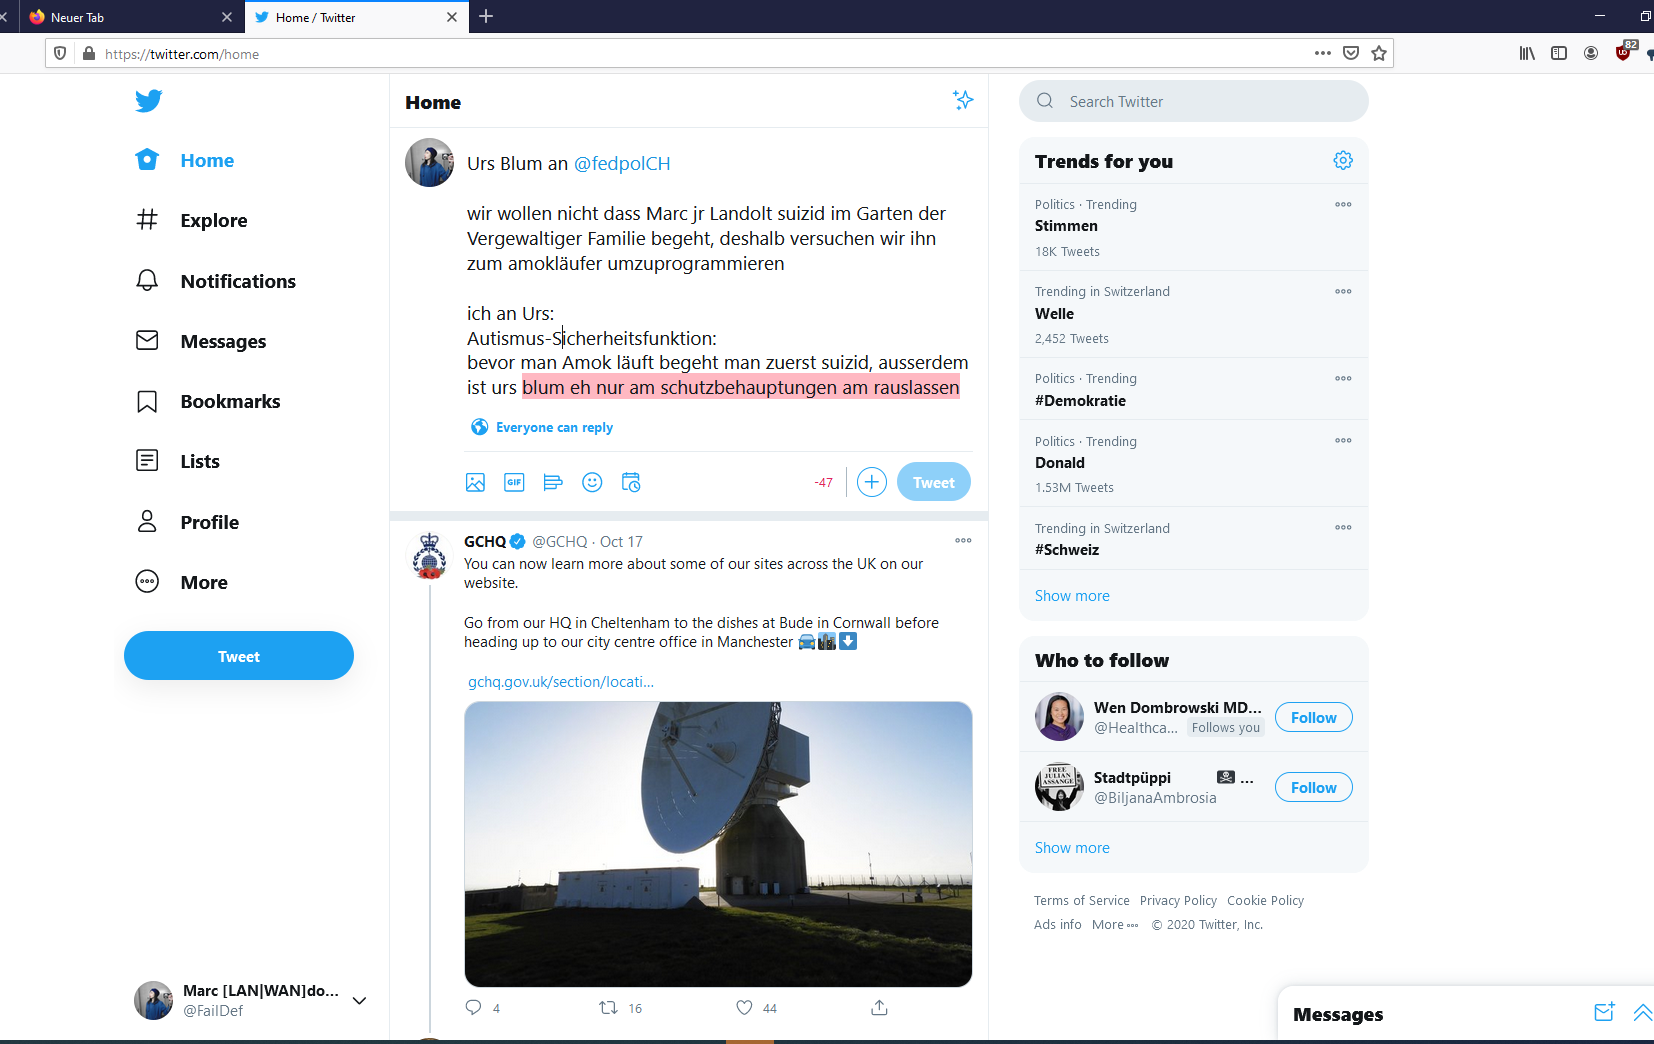 Neuer Tab
Home / Twitter
https://twitter.com/home
82
Home
Explore
Notifications
Messages
Bookmarks
Lists
Profile
More
Tweet
Marc [LAN|WAN]do...
@FailDef
Home
Urs Blum an @fedpolCH
wir wollen nicht dass Marc jr Landolt suizid im Garten der
Vergewaltiger Familie begeht, deshalb versuchen wir ihn
zum amokläufer umzuprogrammieren
ich an Urs:
Autismus-Sicherheitsfunktion:
bevor man Amok läuft begeht man zuerst suizid, ausserdem
ist urs blum eh nur am schutzbehauptungen am rauslassen
Everyone can reply
GIF
-47
Tweet
GCHQ @GCHQ · Oct 17
You can now learn more about some of our sites across the UK on our
website.
Go from our HQ in Cheltenham to the dishes at Bude in Cornwall before
heading up to our city centre office in Manchester 🚘🏙⬇
gchq.gov.uk/section/locati...
4 16 44
Search Twitter
Trends for you
Politics · Trending
Stimmen
18K Tweets
Trending in Switzerland
Welle
2,452 Tweets
Politics · Trending
#Demokratie
Politics · Trending
Donald
1.53M Tweets
Trending in Switzerland
#Schweiz
Show more
Who to follow
Wen Dombrowski MD...
@Healthca... Follows you
Follow
FREE
JULIAN
ASSANGE
Stadtpüppi 🏴‍☠️ ...
@BiljanaAmbrosia
Follow
Show more
Terms of Service Privacy Policy Cookie Policy
Ads info More © 2020 Twitter, Inc.
Messages